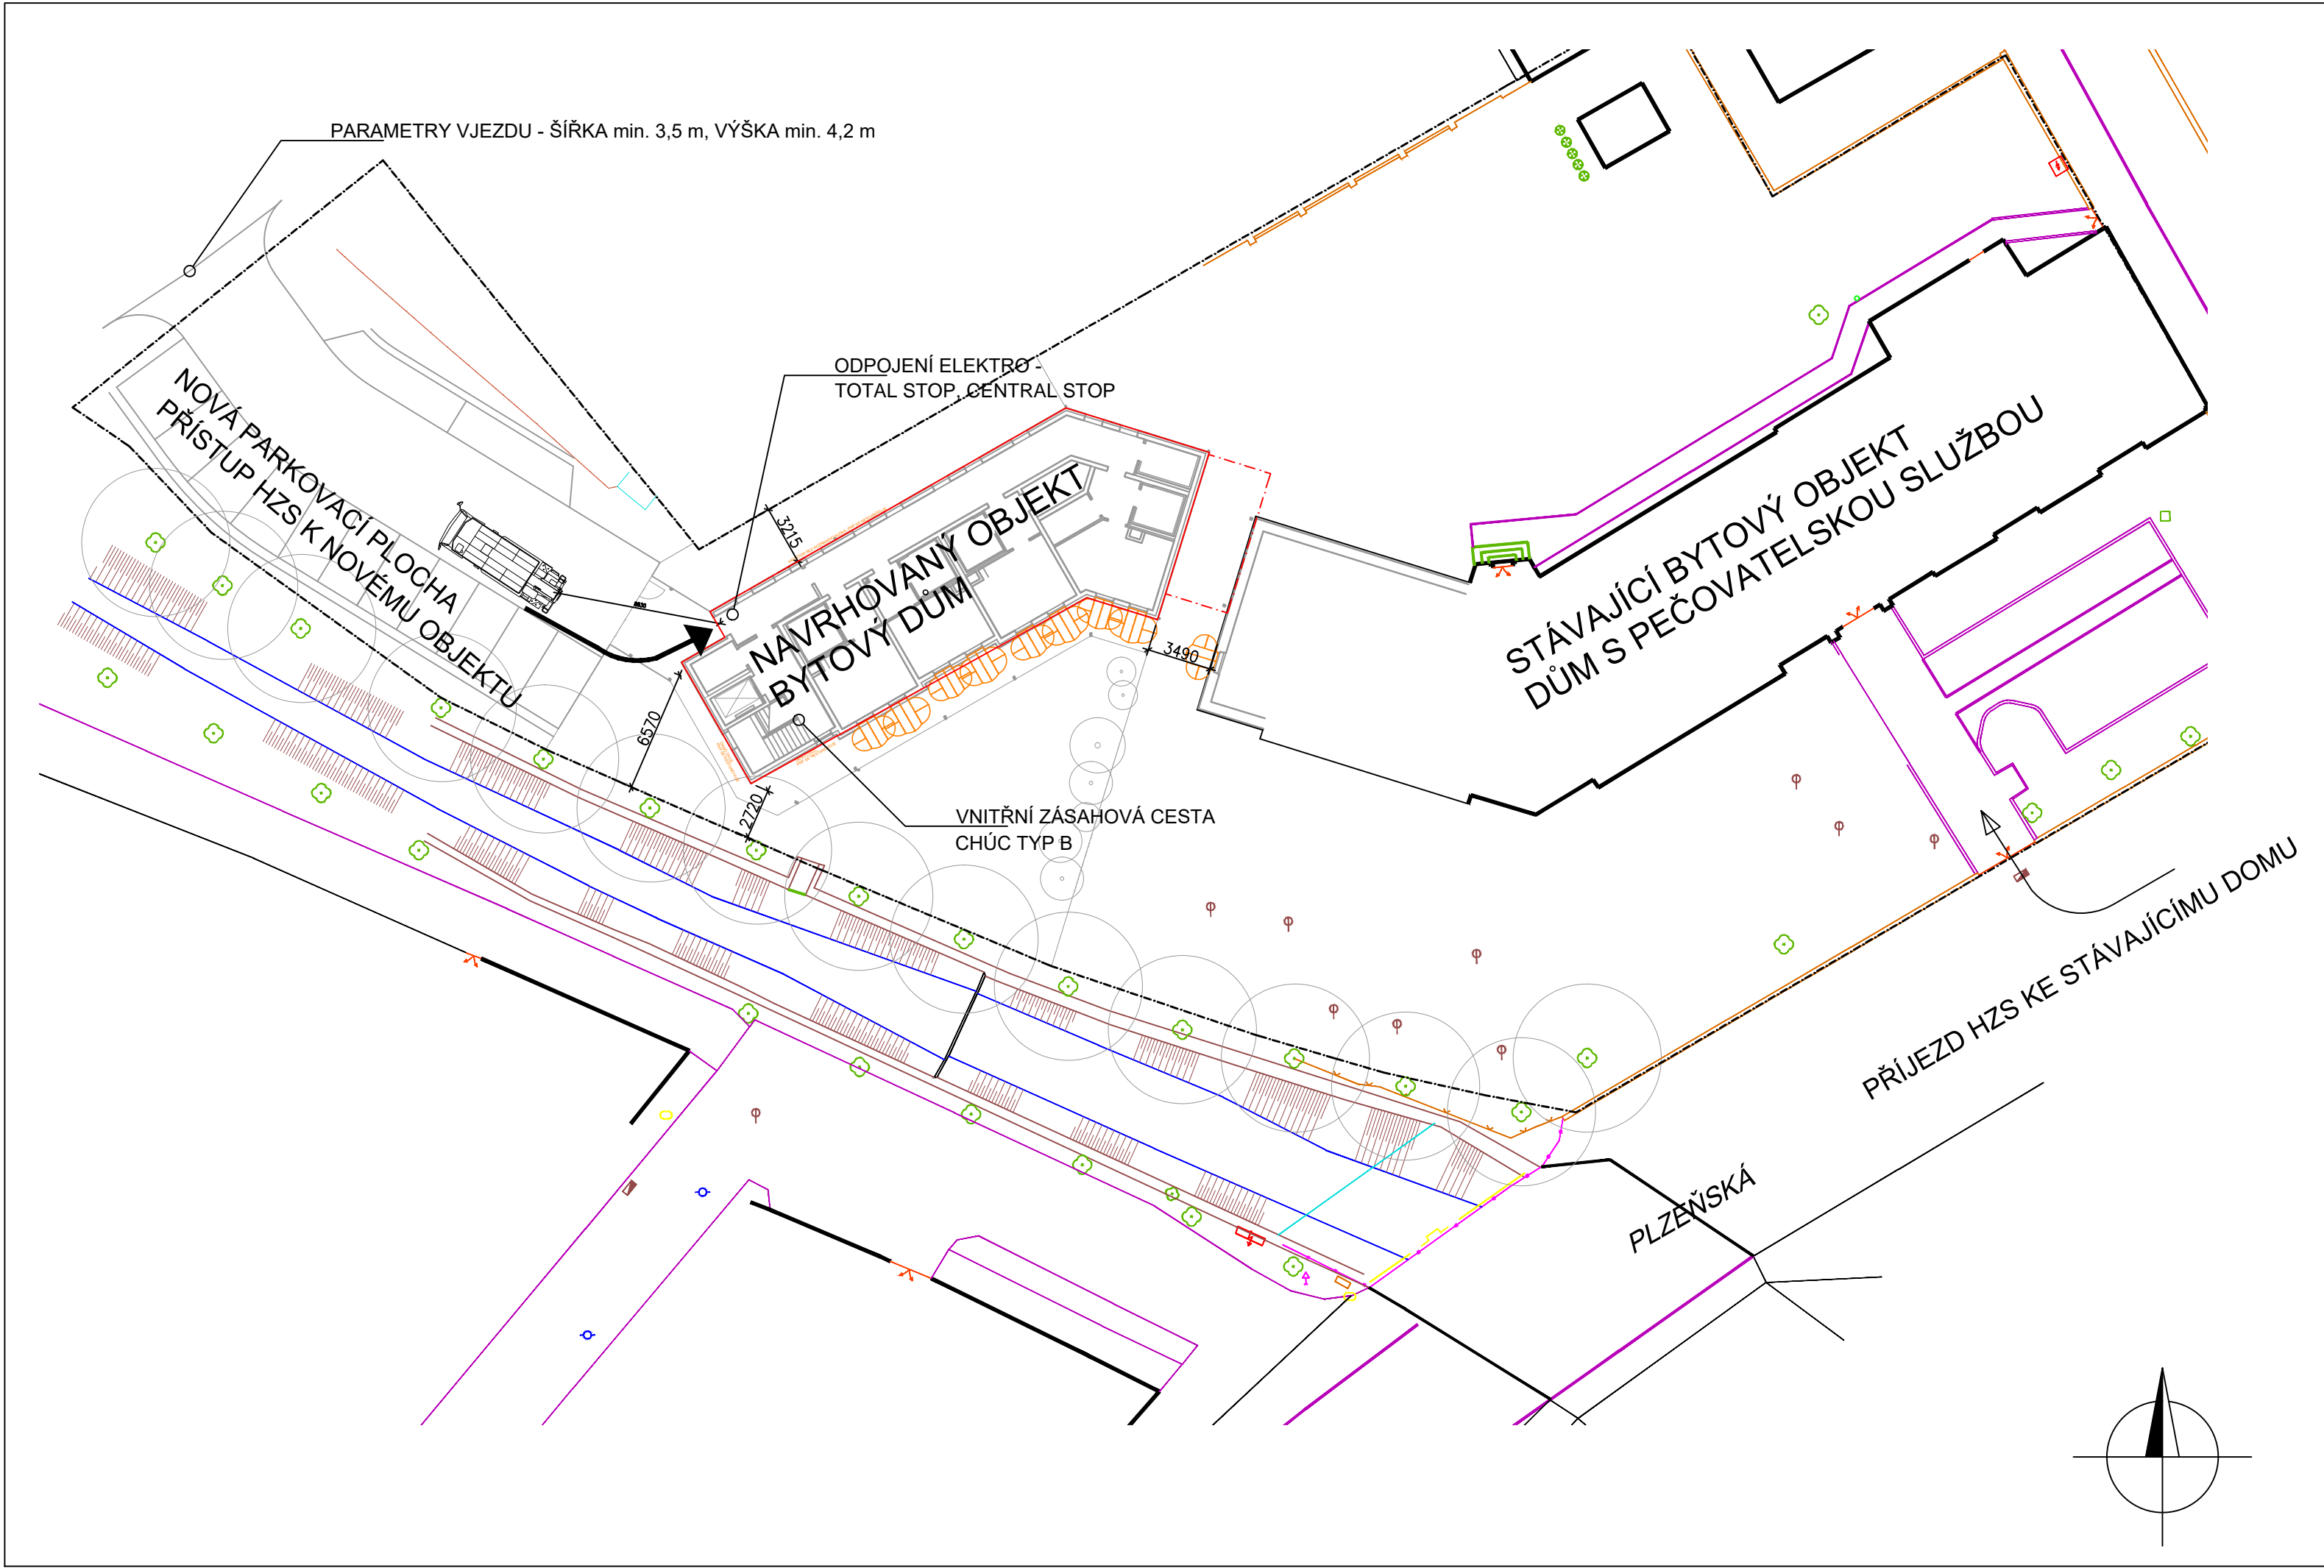 PARAMETRY VJEZDU - ŠÍŘKA min. 3,5 m, VÝŠKA min. 4,2 m
ODPOJENÍ ELEKTRO -
TOTAL STOP, CENTRAL STOP
NOVÁ PARKOVACÍ PLOCHA
PŘÍSTUP HZS K NOVÉMU OBJEKTU
3215
NAVRHOVANÝ OBJEKT
BYTOVÝ DŮM
STÁVAJÍCÍ BYTOVÝ OBJEKT
DŮM S PEČOVATELSKOU SLUŽBOU
3490
6570
2720
VNITŘNÍ ZÁSAHOVÁ CESTA
CHÚC TYP B
PŘÍJEZD HZS KE STÁVAJÍCÍMU DOMU
PLZEŇSKÁ